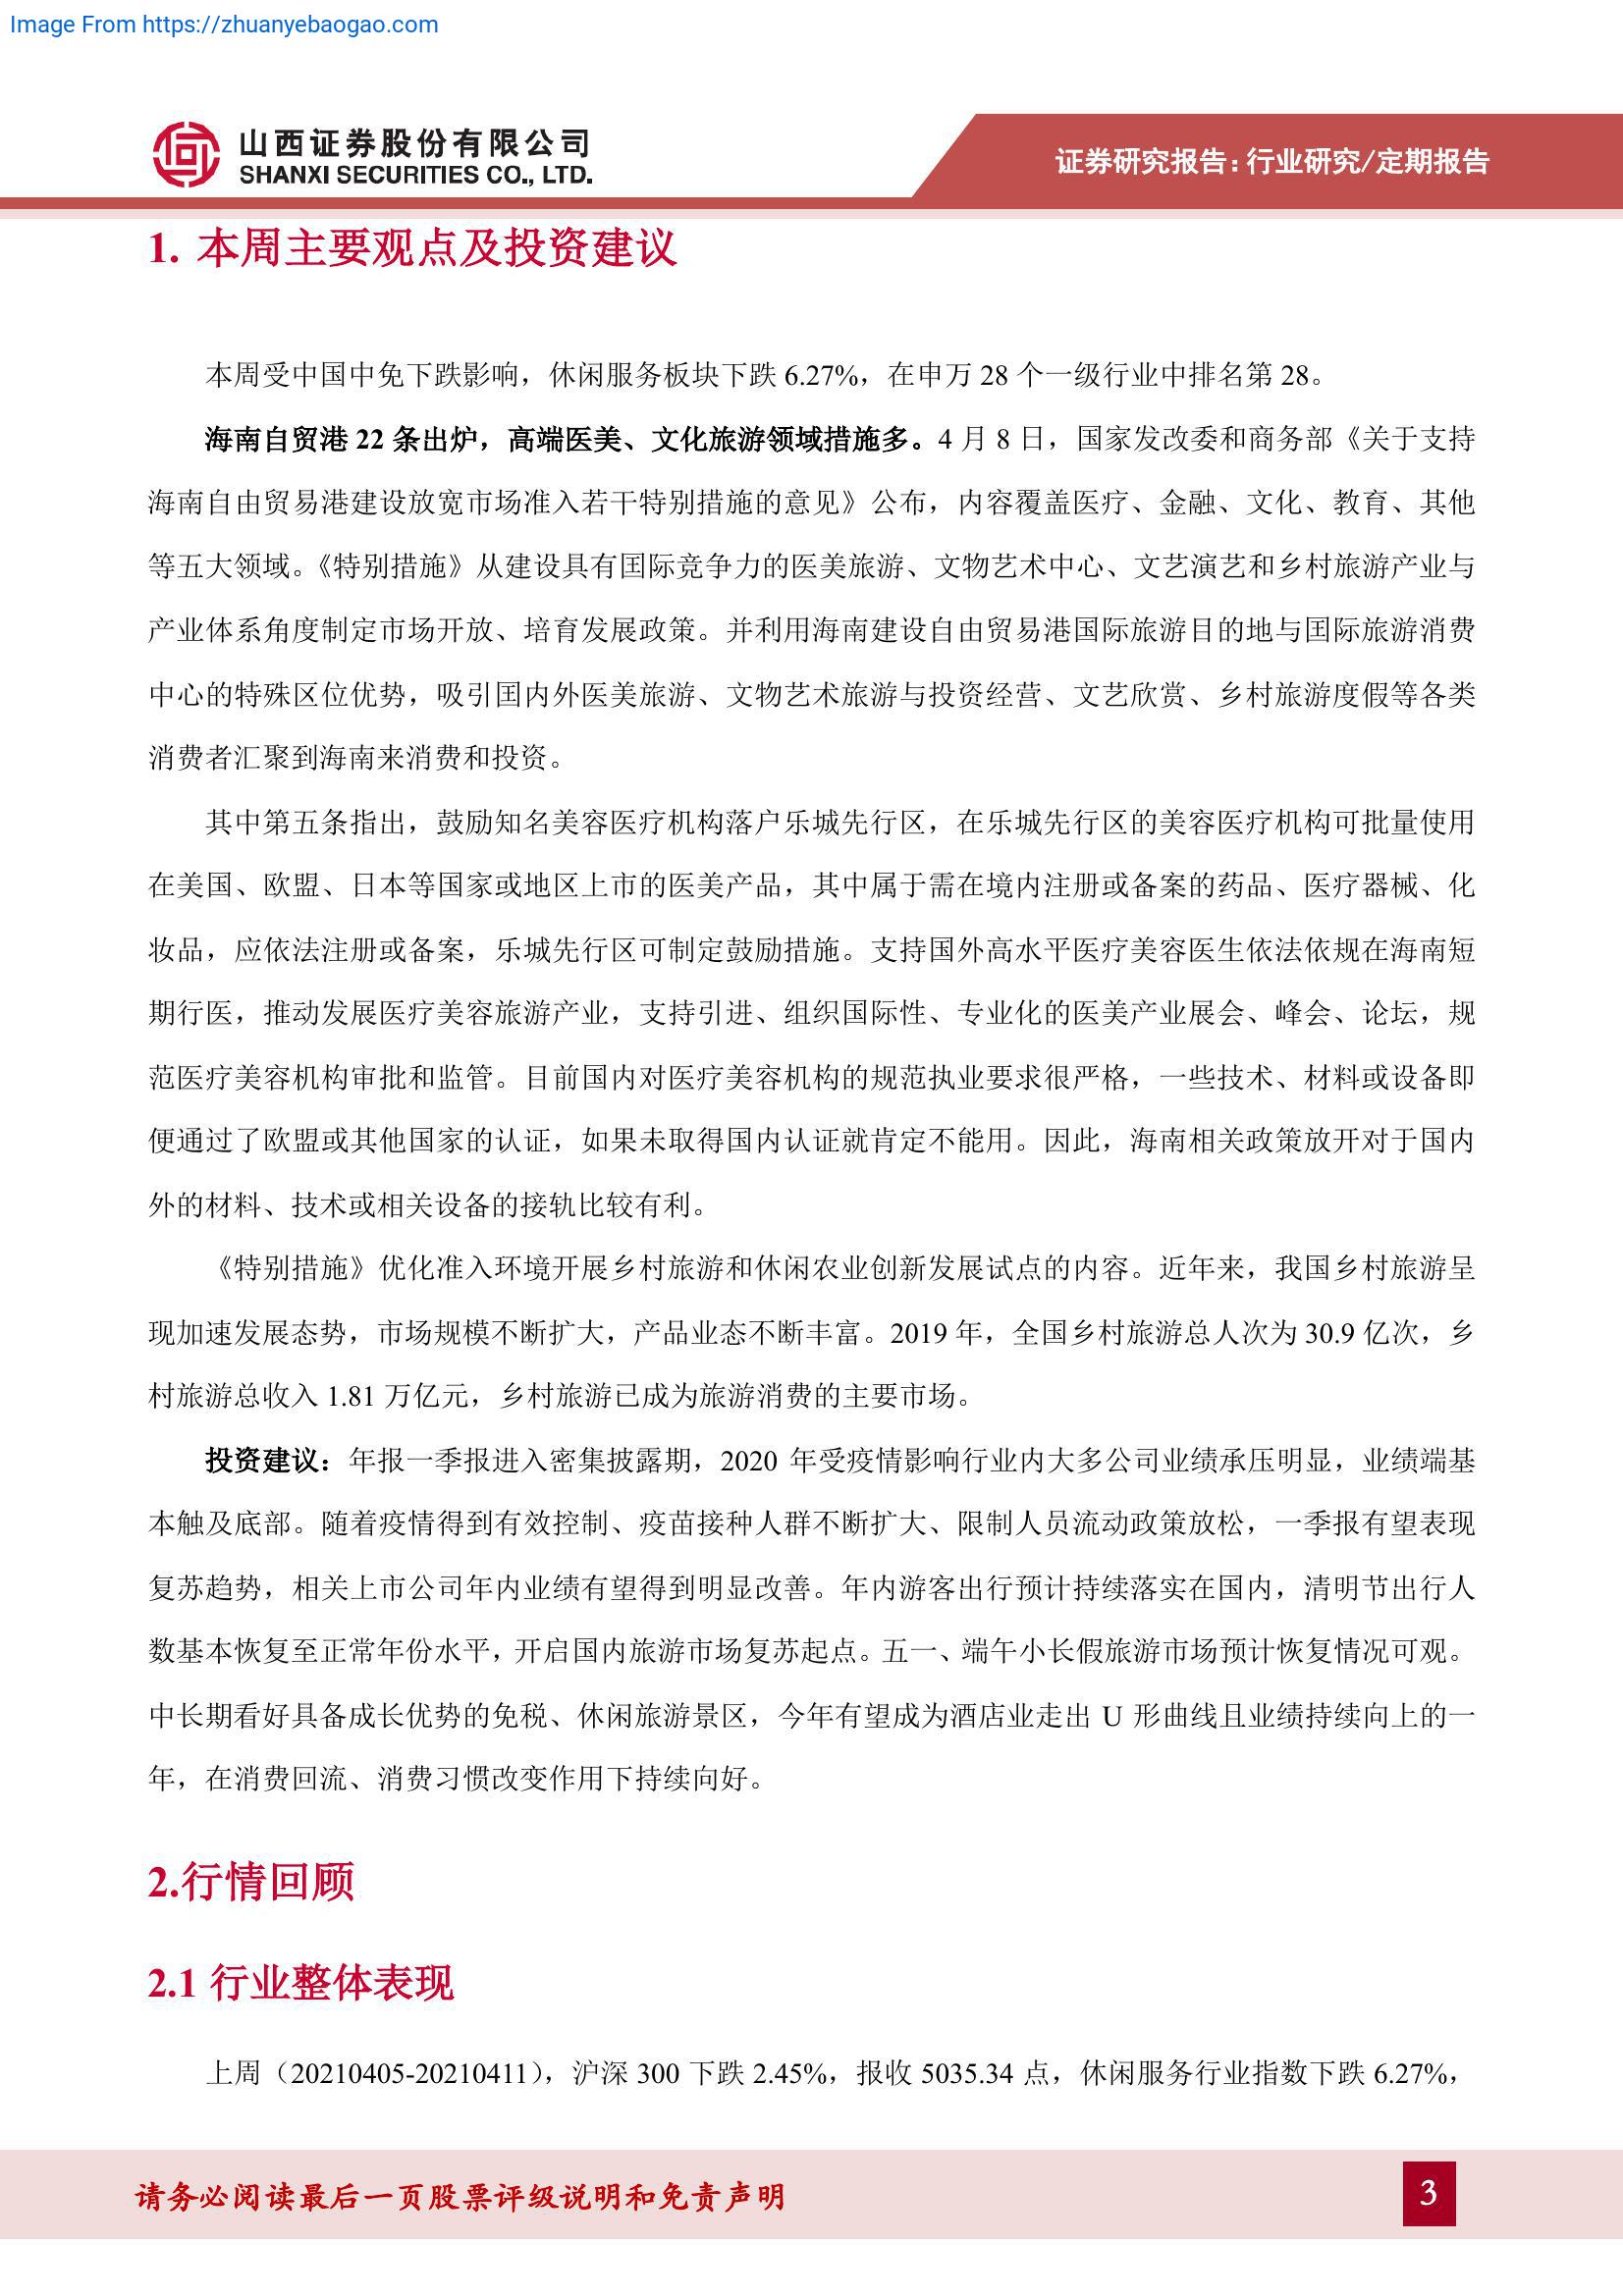 Image From https://zhuanyebaogao.com
山西证券股份有限公司
SHANXI SECURITIES CO., LTD.
证券研究报告：行业研究/定期报告
1. 本周主要观点及投资建议
本周受中国中免下跌影响，休闲服务板块下跌 6.27%，在申万 28 个一级行业中排名第 28。
海南自贸港 22 条出炉，高端医美、文化旅游领域措施多。4 月 8 日，国家发改委和商务部《关于支持
海南自由贸易港建设放宽市场准入若干特别措施的意见》公布，内容覆盖医疗、金融、文化、教育、其他
等五大领域。《特别措施》从建设具有囯际竞争力的医美旅游、文物艺术中心、文艺演艺和乡村旅游产业与
产业体系角度制定市场开放、培育发展政策。并利用海南建设自由贸易港国际旅游目的地与囯际旅游消费
中心的特殊区位优势，吸引囯内外医美旅游、文物艺术旅游与投资经营、文艺欣赏、乡村旅游度假等各类
消费者汇聚到海南来消费和投资。
其中第五条指出，鼓励知名美容医疗机构落户乐城先行区，在乐城先行区的美容医疗机构可批量使用
在美国、欧盟、日本等国家或地区上市的医美产品，其中属于需在境内注册或备案的药品、医疗器械、化
妆品，应依法注册或备案，乐城先行区可制定鼓励措施。支持国外高水平医疗美容医生依法依规在海南短
期行医，推动发展医疗美容旅游产业，支持引进、组织国际性、专业化的医美产业展会、峰会、论坛，规
范医疗美容机构审批和监管。目前国内对医疗美容机构的规范执业要求很严格，一些技术、材料或设备即
便通过了欧盟或其他国家的认证，如果未取得国内认证就肯定不能用。因此，海南相关政策放开对于国内
外的材料、技术或相关设备的接轨比较有利。
《特别措施》优化准入环境开展乡村旅游和休闲农业创新发展试点的内容。近年来，我国乡村旅游呈
现加速发展态势，市场规模不断扩大，产品业态不断丰富。2019 年，全国乡村旅游总人次为 30.9 亿次，乡
村旅游总收入 1.81 万亿元，乡村旅游已成为旅游消费的主要市场。
投资建议：年报一季报进入密集披露期，2020 年受疫情影响行业内大多公司业绩承压明显，业绩端基
本触及底部。随着疫情得到有效控制、疫苗接种人群不断扩大、限制人员流动政策放松，一季报有望表现
复苏趋势，相关上市公司年内业绩有望得到明显改善。年内游客出行预计持续落实在国内，清明节出行人
数基本恢复至正常年份水平，开启国内旅游市场复苏起点。五一、端午小长假旅游市场预计恢复情况可观。
中长期看好具备成长优势的免税、休闲旅游景区，今年有望成为酒店业走出 U 形曲线且业绩持续向上的一
年，在消费回流、消费习惯改变作用下持续向好。
2.行情回顾
2.1 行业整体表现
上周（20210405-20210411），沪深 300 下跌 2.45%，报收 5035.34 点，休闲服务行业指数下跌 6.27%，
请务必阅读最后一页股票评级说明和免责声明
3